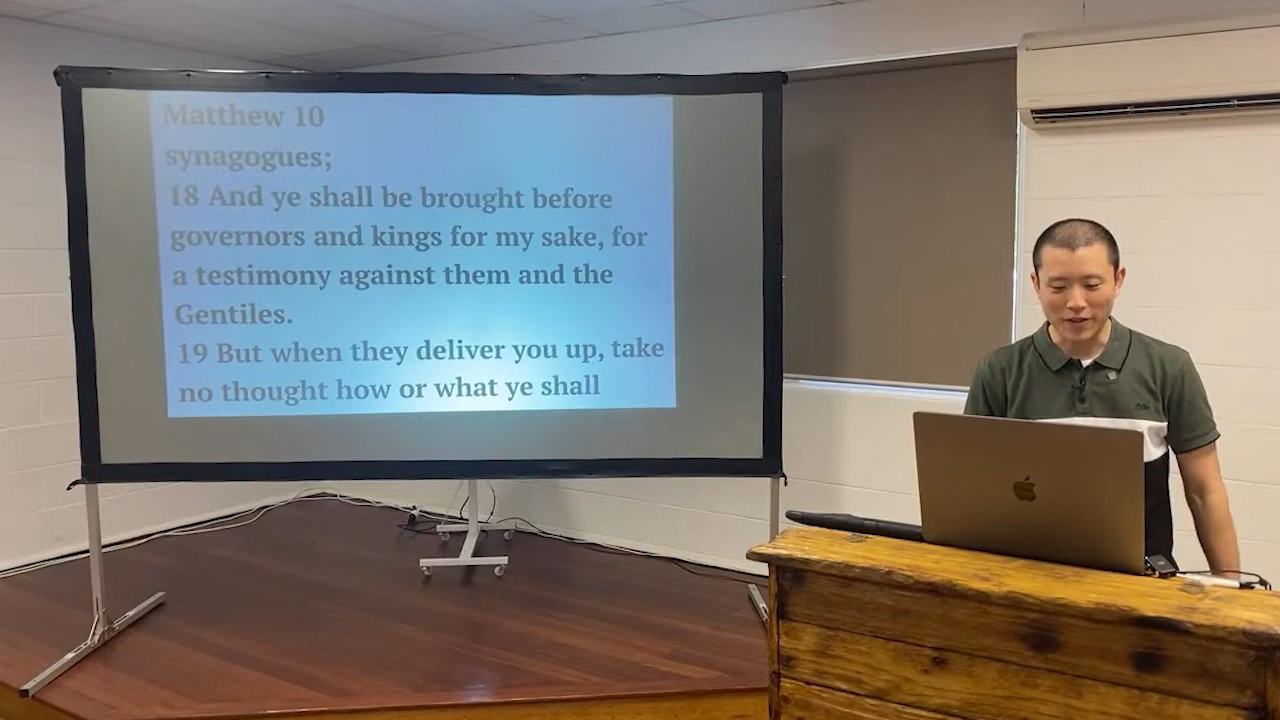 Matthew 10
synagogues;
18 And ye shall be brought before
governors and kings for my sake, for
a testimony against them and the
Gentiles.
19 But when they deliver you up, take
no thought how or what ye shall